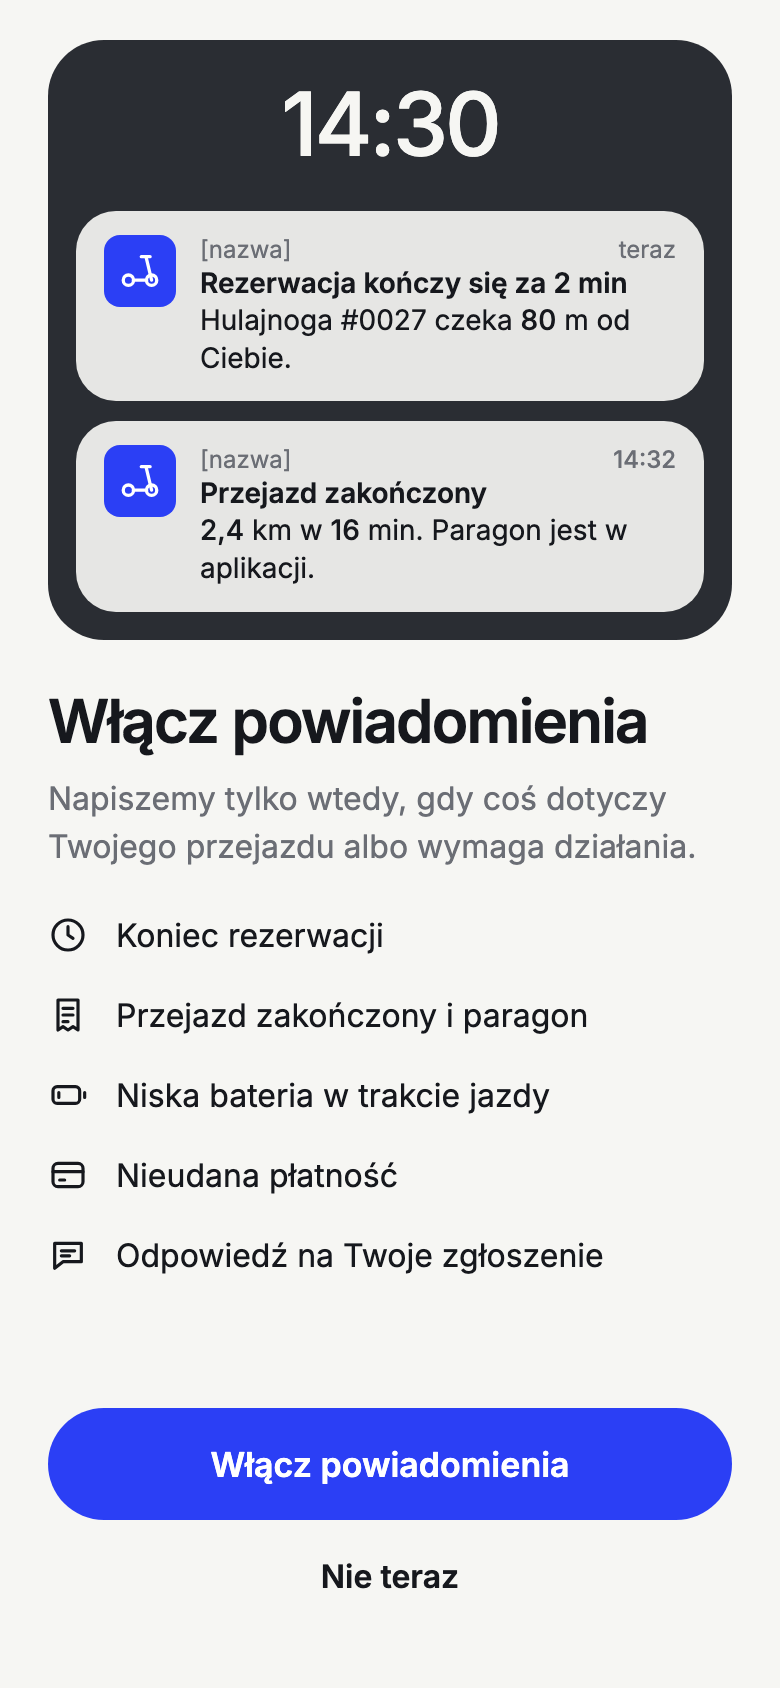 14:30
[nazwa] teraz
Rezerwacja kończy się za 2 min
Hulajnoga #0027 czeka 80 m od
Ciebie.
[nazwa] 14:32
Przejazd zakończony
2,4 km w 16 min. Paragon jest w
aplikacji.
Włącz powiadomienia
Napiszemy tylko wtedy, gdy coś dotyczy
Twojego przejazdu albo wymaga działania.
Koniec rezerwacji
Przejazd zakończony i paragon
Niska bateria w trakcie jazdy
Nieudana płatność
Odpowiedź na Twoje zgłoszenie
Włącz powiadomienia
Nie teraz